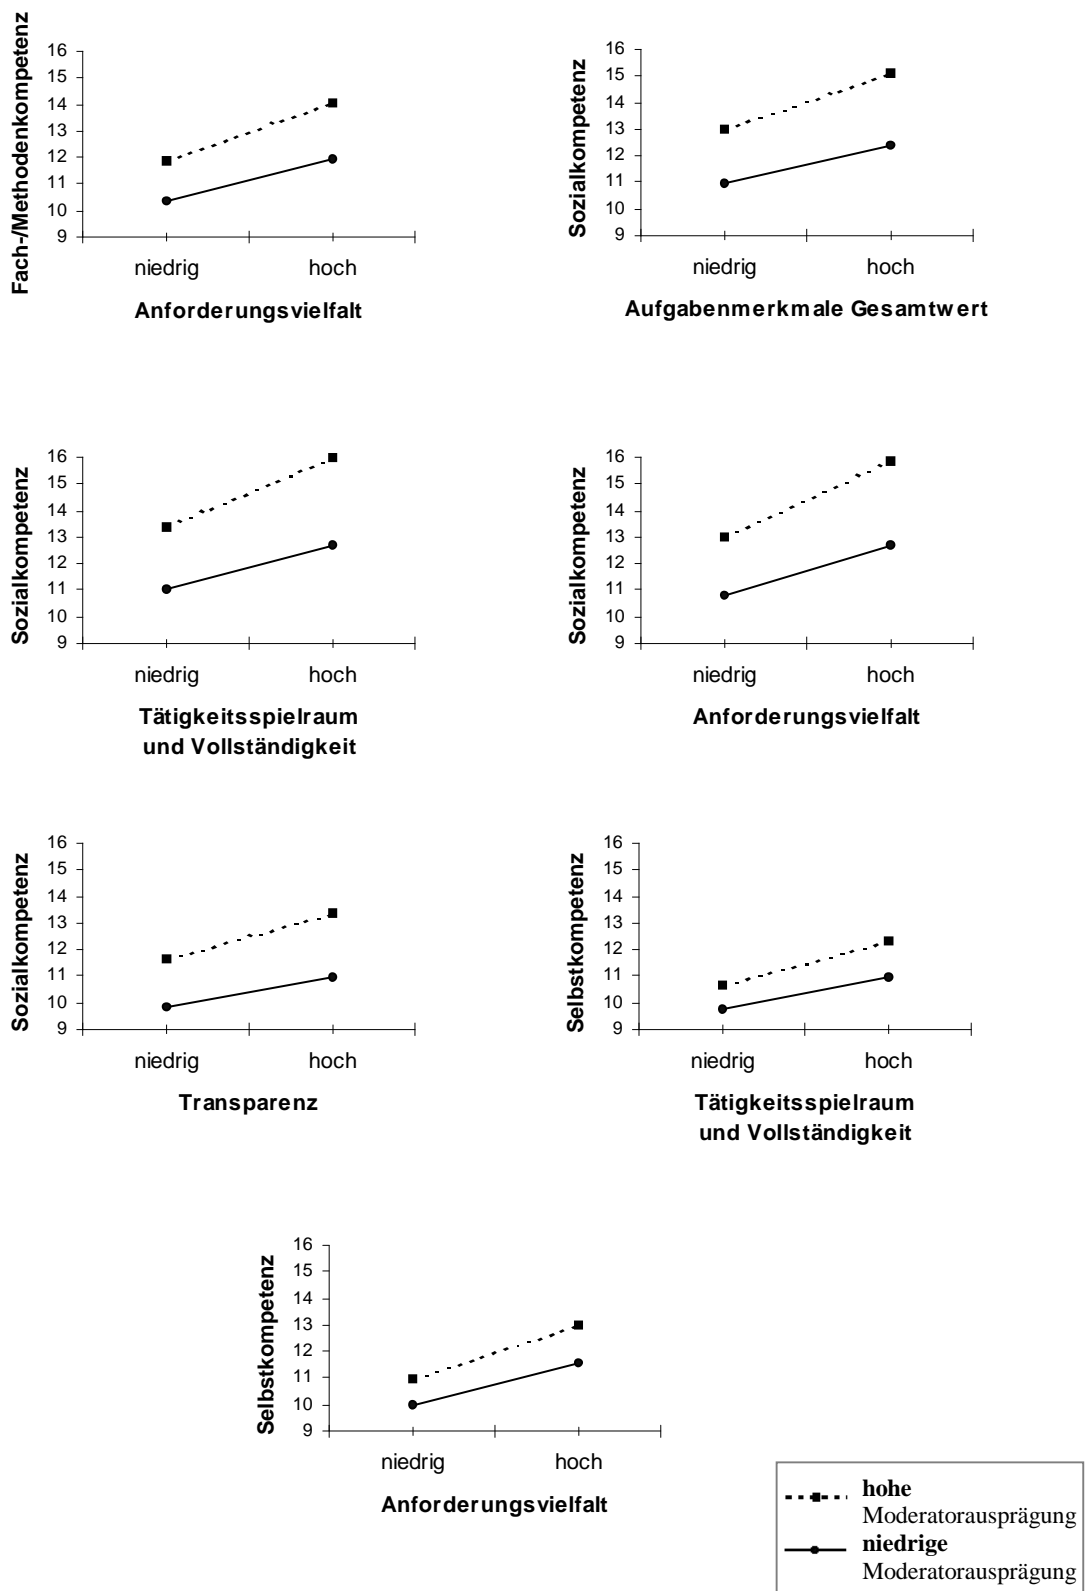 Fach-/Methodenkompetenz
16
15
14
13
12
11
10
9
niedrig hoch
Anforderungsvielfalt
Sozialkompetenz
16
15
14
13
12
11
10
9
niedrig hoch
Aufgabenmerkmale Gesamtwert
Sozialkompetenz
16
15
14
13
12
11
10
9
niedrig hoch
Tätigkeitsspielraum
und Vollständigkeit
Sozialkompetenz
16
15
14
13
12
11
10
9
niedrig hoch
Anforderungsvielfalt
Sozialkompetenz
16
15
14
13
12
11
10
9
niedrig hoch
Transparenz
Selbstkompetenz
16
15
14
13
12
11
10
9
niedrig hoch
Tätigkeitsspielraum
und Vollständigkeit
Selbstkompetenz
16
15
14
13
12
11
10
9
niedrig hoch
Anforderungsvielfalt
hohe
Moderatorausprägung
niedrige
Moderatorausprägung